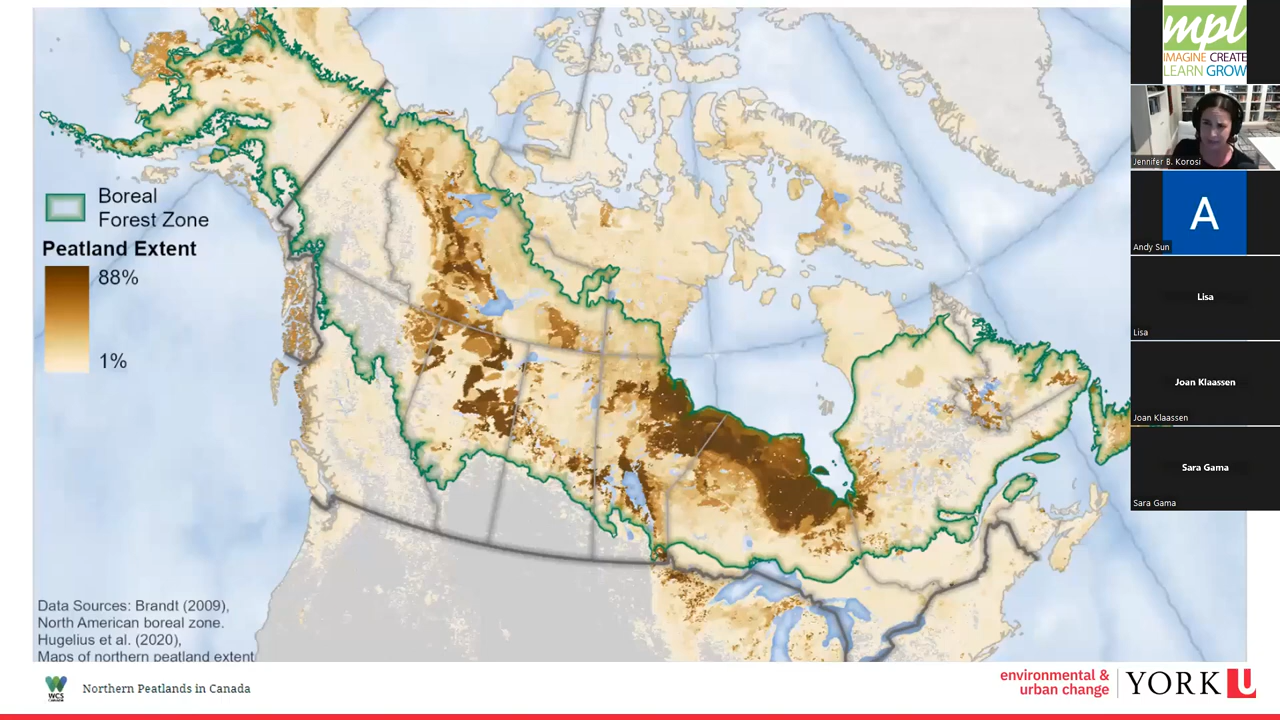 Boreal
Forest Zone
Peatland Extent
88%
1%
Data Sources: Brandt (2009),
North American boreal zone.
Hugelius et al. (2020),
Maps of northern peatland extent
WCS
Northern Peatlands in Canada
environmental &
urban change
YORK U
mpl
IMAGINE CREATE
LEARN GROW
Jennifer B. Korosi
A
Andy Sun
Lisa
Lisa
Joan Klaassen
Joan Klaassen
Sara Gama
Sara Gama